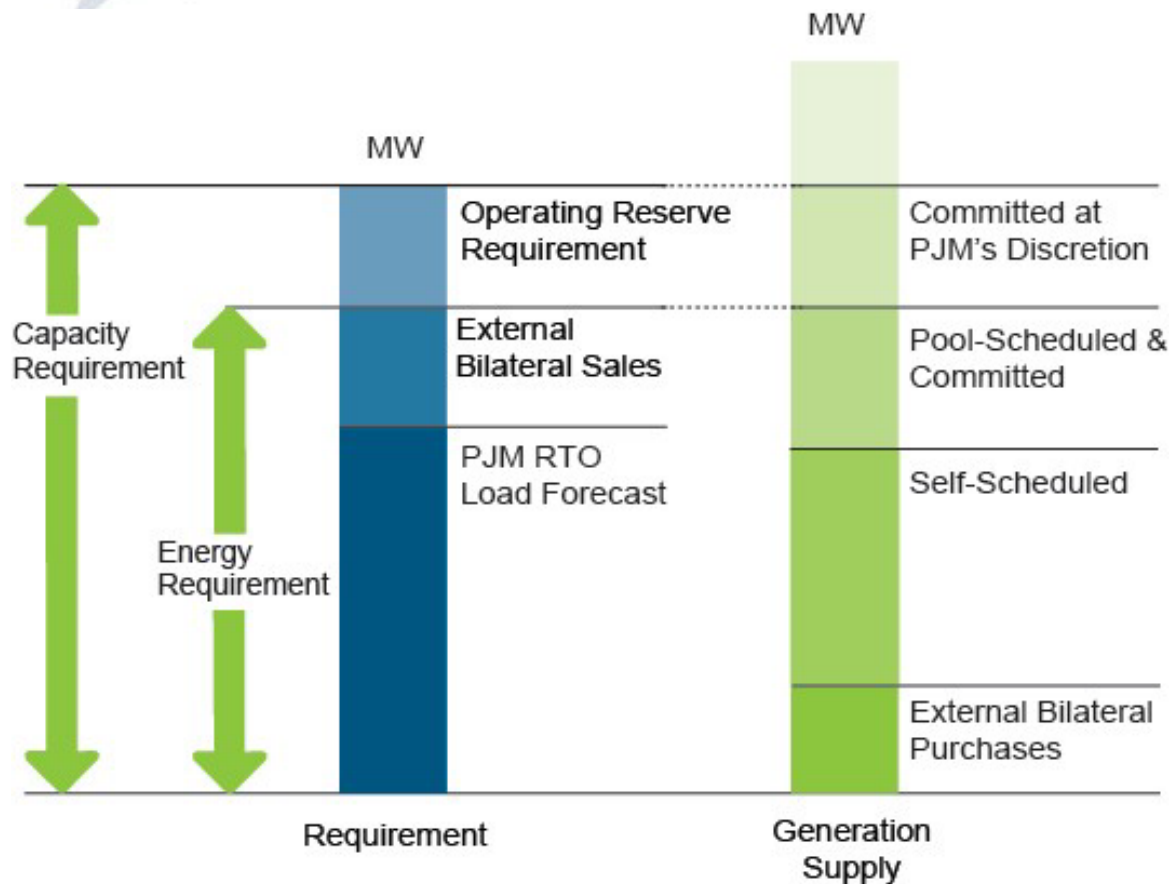 MW
MW
Operating Reserve
Requirement
Committed at
PJM's Discretion
Capacity
Requirement
External
Bilateral Sales
Pool-Scheduled &
Committed
PJM RTO
Load Forecast
Self-Scheduled
Energy
Requirement
External Bilateral
Purchases
Requirement
Generation
Supply